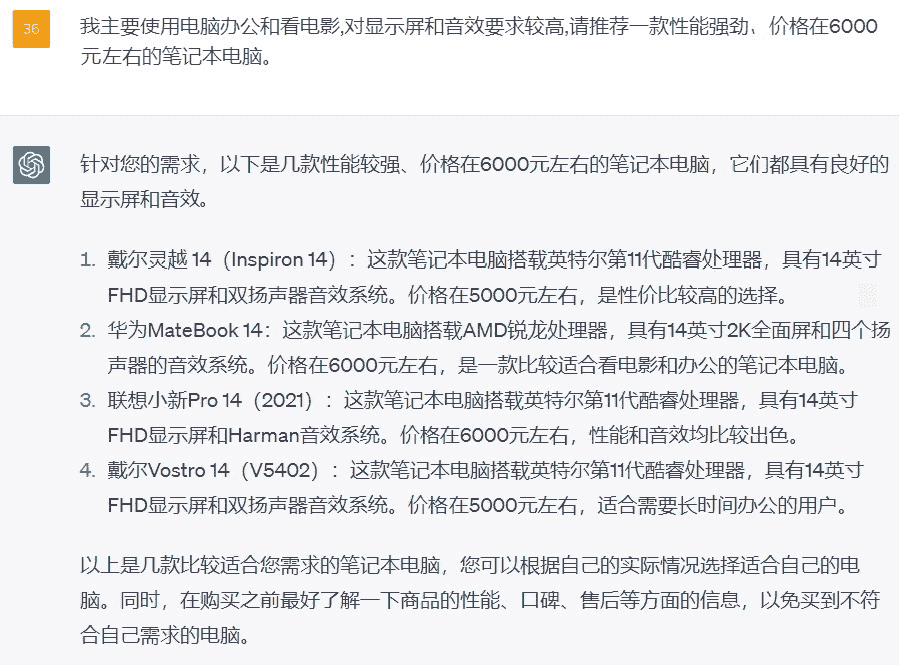 36
我主要使用电脑办公和看电影,对显示屏和音效要求较高,请推荐一款性能强劲、价格在6000
元左右的笔记本电脑。
针对您的需求，以下是几款性能较强、价格在6000元左右的笔记本电脑，它们都具有良好的
显示屏和音效。
1. 戴尔灵越 14（Inspiron 14）：这款笔记本电脑搭载英特尔第11代酷睿处理器，具有14英寸
FHD显示屏和双扬声器音效系统。价格在5000元左右，是性价比较高的选择。
2. 华为MateBook 14：这款笔记本电脑搭载AMD锐龙处理器，具有14英寸2K全面屏和四个扬
声器的音效系统。价格在6000元左右，是一款比较适合看电影和办公的笔记本电脑。
3. 联想小新Pro 14（2021）：这款笔记本电脑搭载英特尔第11代酷睿处理器，具有14英寸
FHD显示屏和Harman音效系统。价格在6000元左右，性能和音效均比较出色。
4. 戴尔Vostro 14（V5402）：这款笔记本电脑搭载英特尔第11代酷睿处理器，具有14英寸
FHD显示屏和双扬声器音效系统。价格在5000元左右，适合需要长时间办公的用户。
以上是几款比较适合您需求的笔记本电脑，您可以根据自己的实际情况选择适合自己的电
脑。同时，在购买之前最好了解一下商品的性能、口碑、售后等方面的信息，以免买到不符
合自己需求的电脑。